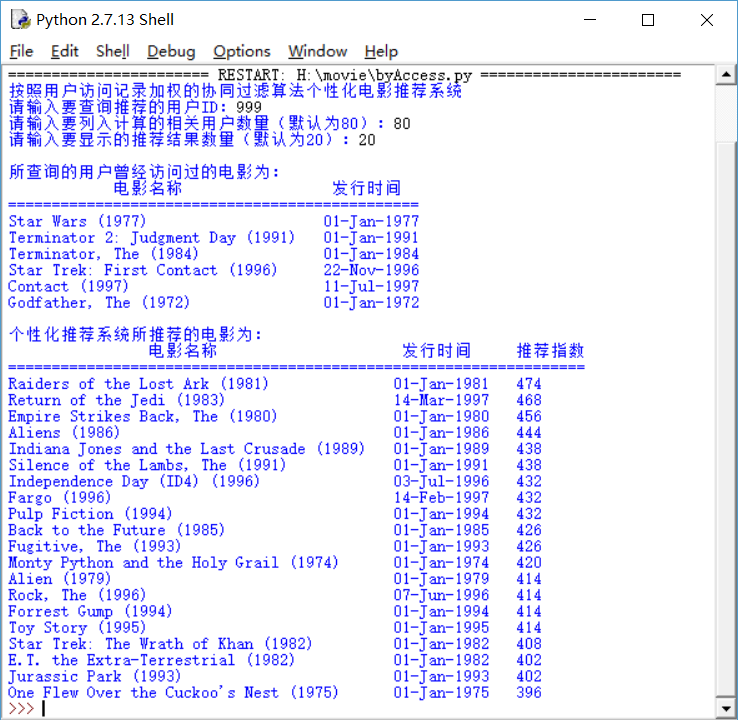 Python 2.7.13 Shell
File Edit Shell Debug Options Window Help
======================= RESTART: H:\movie\byAccess.py =======================
按照用户访问记录加权的协同过滤算法个性化电影推荐系统
请输入要查询推荐的用户ID: 999
请输入要列入计算的相关用户数量（默认为80）: 80
请输入要显示的推荐结果数量（默认为20）: 20
所查询的用户曾经访问过的电影为:
电影名称 发行时间
===============================================
Star Wars (1977) 01-Jan-1977
Terminator 2: Judgment Day (1991) 01-Jan-1991
Terminator, The (1984) 01-Jan-1984
Star Trek: First Contact (1996) 22-Nov-1996
Contact (1997) 11-Jul-1997
Godfather, The (1972) 01-Jan-1972
个性化推荐系统所推荐的电影为:
电影名称 发行时间 推荐指数
==================================================================
Raiders of the Lost Ark (1981) 01-Jan-1981 474
Return of the Jedi (1983) 14-Mar-1997 468
Empire Strikes Back, The (1980) 01-Jan-1980 456
Aliens (1986) 01-Jan-1986 444
Indiana Jones and the Last Crusade (1989) 01-Jan-1989 438
Silence of the Lambs, The (1991) 01-Jan-1991 438
Independence Day (ID4) (1996) 03-Jul-1996 432
Fargo (1996) 14-Feb-1997 432
Pulp Fiction (1994) 01-Jan-1994 432
Back to the Future (1985) 01-Jan-1985 426
Fugitive, The (1993) 01-Jan-1993 426
Monty Python and the Holy Grail (1974) 01-Jan-1974 420
Alien (1979) 01-Jan-1979 414
Rock, The (1996) 07-Jun-1996 414
Forrest Gump (1994) 01-Jan-1994 414
Toy Story (1995) 01-Jan-1995 414
Star Trek: The Wrath of Khan (1982) 01-Jan-1982 408
E.T. the Extra-Terrestrial (1982) 01-Jan-1982 402
Jurassic Park (1993) 01-Jan-1993 402
One Flew Over the Cuckoo's Nest (1975) 01-Jan-1975 396
>>>